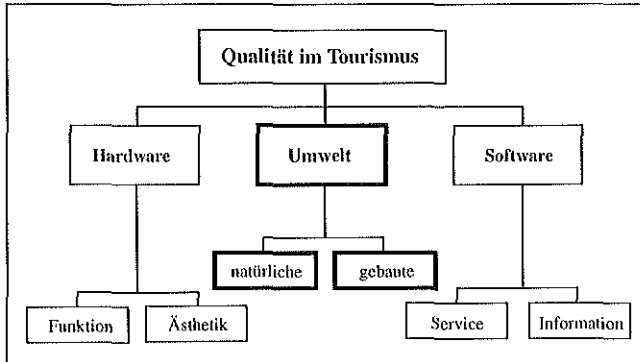 Qualität im Tourismus
Hardware
Umwelt
Software
natürliche
gebaute
Funktion
Ästhetik
Service
Information